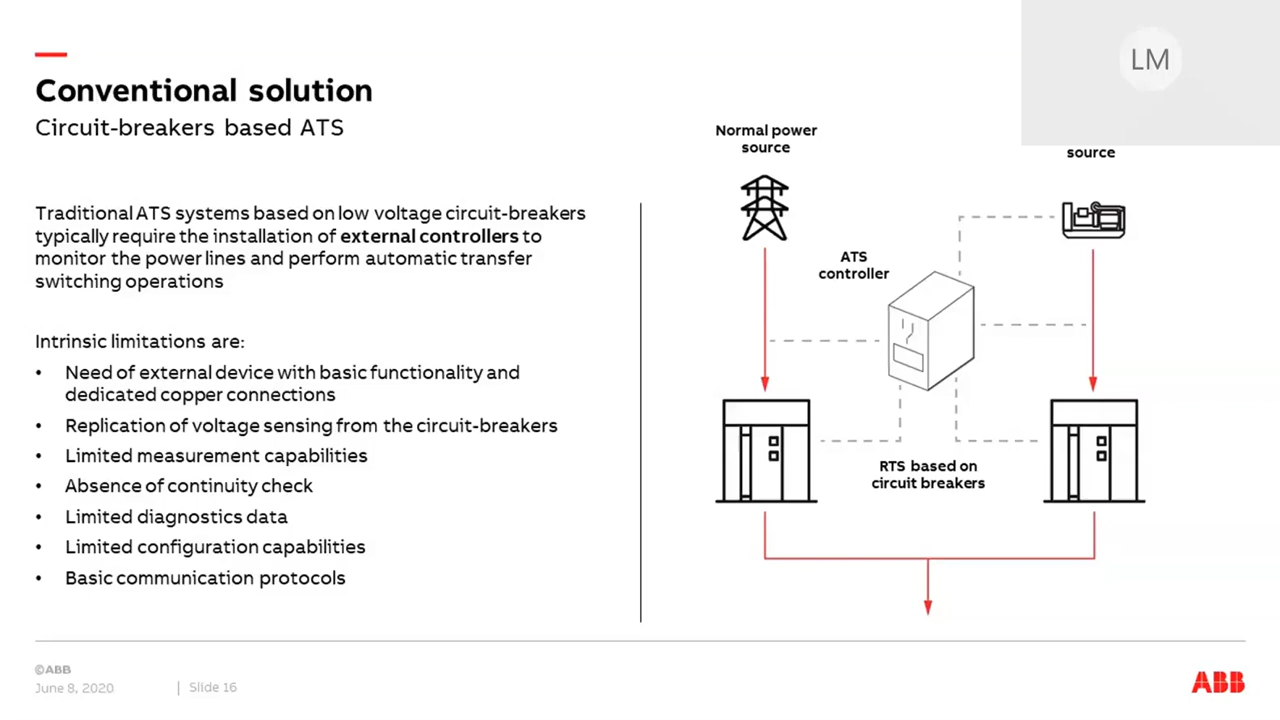 LM
Conventional solution
Circuit-breakers based ATS
Traditional ATS systems based on low voltage circuit-breakers
typically require the installation of external controllers to
monitor the power lines and perform automatic transfer
switching operations
Intrinsic limitations are:
• Need of external device with basic functionality and
dedicated copper connections
• Replication of voltage sensing from the circuit-breakers
• Limited measurement capabilities
• Absence of continuity check
• Limited diagnostics data
• Limited configuration capabilities
• Basic communication protocols
Normal power
source
source
ATS
controller
RTS based on
circuit breakers
©ABB
June 8, 2020 | Slide 16
ABB